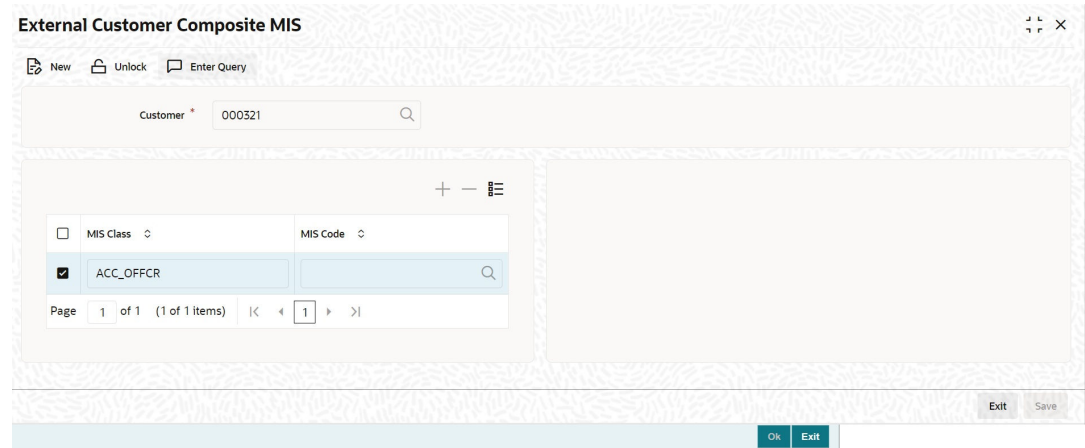 External Customer Composite MIS
New Unlock Enter Query
Customer * 000321
MIS Class MIS Code
ACC_OFFCR
Page 1 of 1 (1 of 1 items) 1
Exit Save
Ok Exit